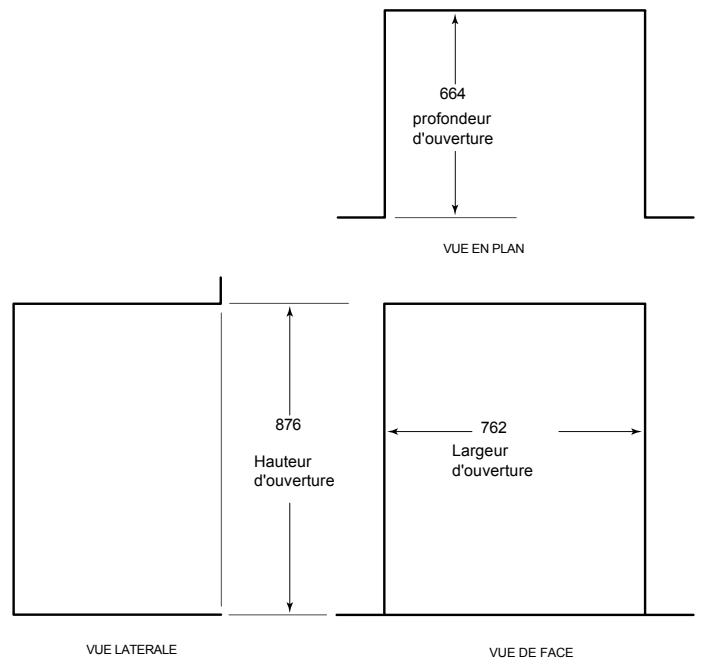 664
profondeur
d'ouverture
VUE EN PLAN
876
Hauteur
d'ouverture
762
Largeur
d'ouverture
VUE LATERALE
VUE DE FACE